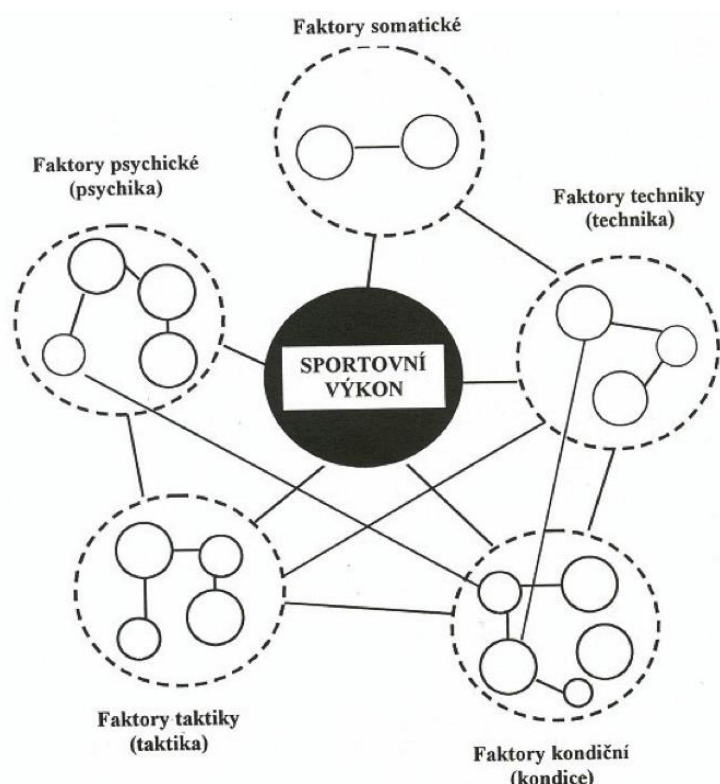 Faktory somatické
Faktory psychické
(psychika)
Faktory techniky
(technika)
SPORTOVNÍ
VÝKON
Faktory taktiky
(taktika)
Faktory kondiční
(kondice)